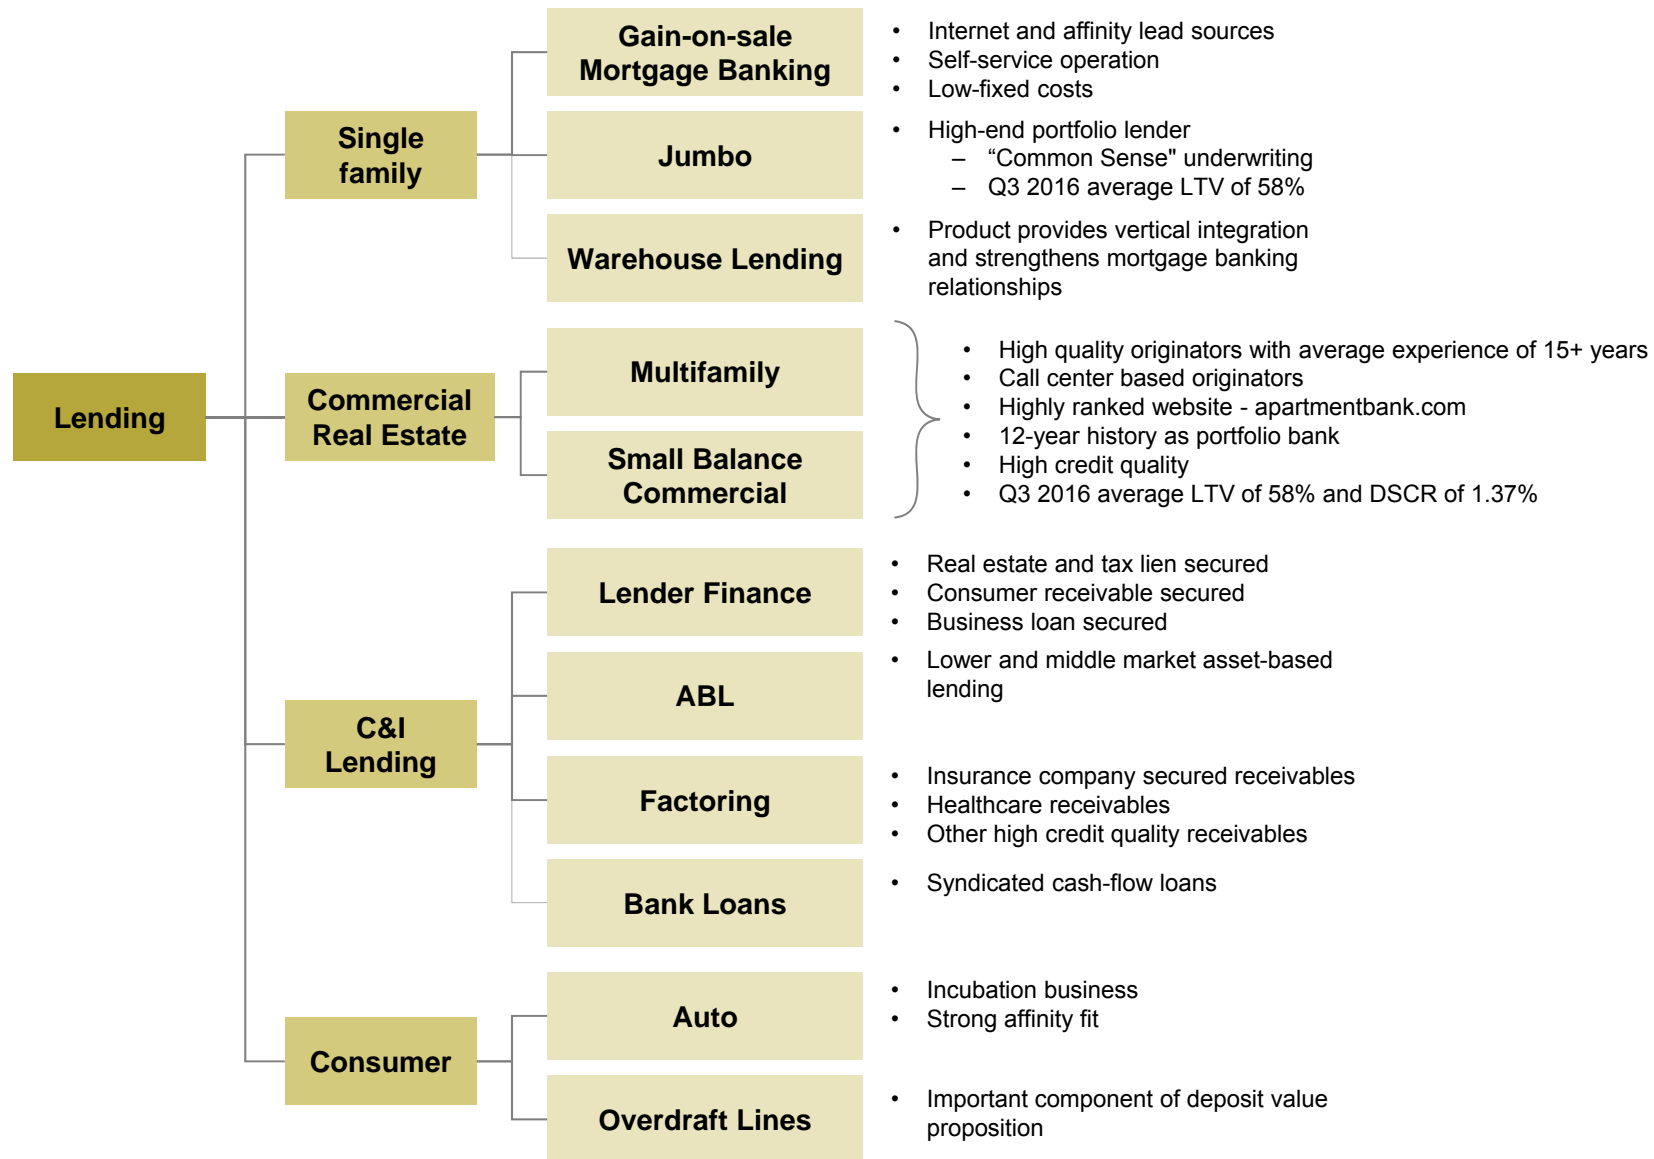 Lending
Single
family
Gain-on-sale
Mortgage Banking
• Internet and affinity lead sources
• Self-service operation
• Low-fixed costs
Jumbo
• High-end portfolio lender
– “Common Sense" underwriting
– Q3 2016 average LTV of 58%
Warehouse Lending
• Product provides vertical integration
and strengthens mortgage banking
relationships
Commercial
Real Estate
Multifamily
Small Balance
Commercial
• High quality originators with average experience of 15+ years
• Call center based originators
• Highly ranked website - apartmentbank.com
• 12-year history as portfolio bank
• High credit quality
• Q3 2016 average LTV of 58% and DSCR of 1.37%
C&I
Lending
Lender Finance
• Real estate and tax lien secured
• Consumer receivable secured
• Business loan secured
ABL
• Lower and middle market asset-based
lending
Factoring
• Insurance company secured receivables
• Healthcare receivables
• Other high credit quality receivables
Bank Loans
• Syndicated cash-flow loans
Consumer
Auto
• Incubation business
• Strong affinity fit
Overdraft Lines
• Important component of deposit value
proposition